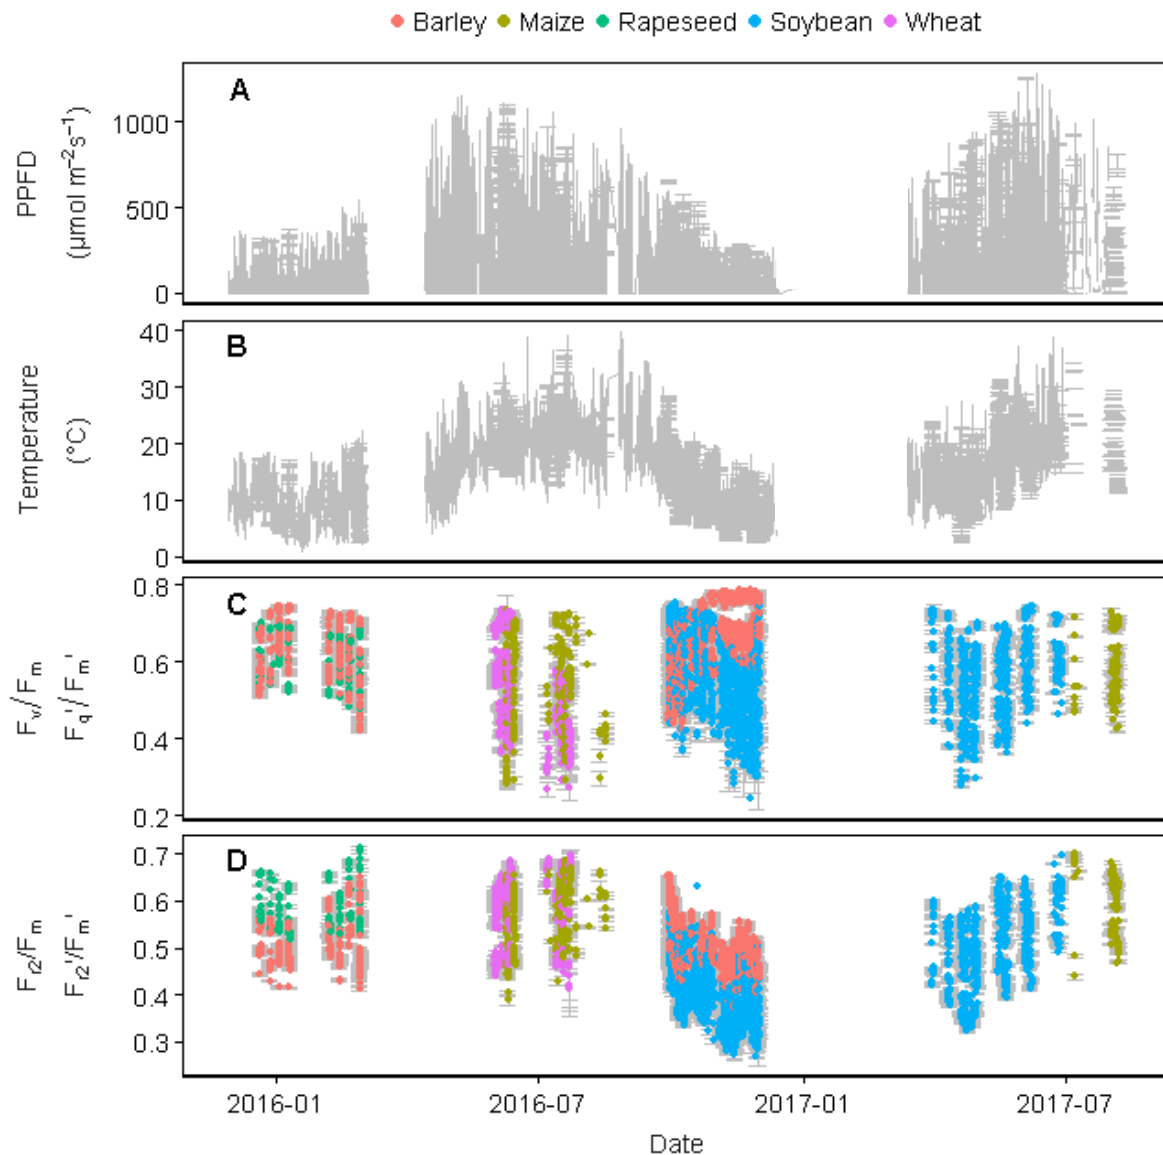 Barley Maize Rapeseed Soybean Wheat
A
PPFD
(µmol m⁻²s⁻¹)
1000
500
0
B
Temperature
(°C)
40
30
20
10
0
C
Fv/Fm
Fq'/Fm'
0.8
0.6
0.4
0.2
D
Fr2/Fm
Fr2'/Fm'
0.7
0.6
0.5
0.4
0.3
2016-01 2016-07 2017-01 2017-07
Date